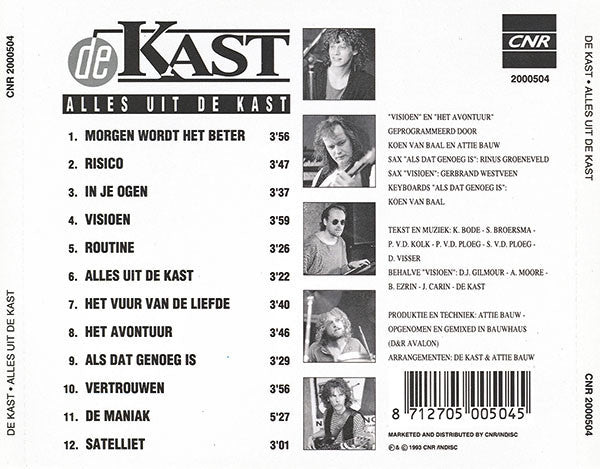 CNR 2000504
de KAST
ALLES UIT DE KAST
1. MORGEN WORDT HET BETER 3'56
2. RISICO 3'47
3. IN JE OGEN 3'37
4. VISIOEN 3'59
5. ROUTINE 3'26
6. ALLES UIT DE KAST 3'22
7. HET VUUR VAN DE LIEFDE 3'40
8. HET AVONTUUR 3'46
9. ALS DAT GENOEG IS 3'29
10. VERTROUWEN 3'56
11. DE MANIAK 5'27
12. SATELLIET 3'01
DE KAST • ALLES UIT DE KAST
CNR
2000504
"VISIOEN" EN "HET AVONTUUR"
GEPROGRAMMEERD DOOR
KOEN VAN BAAL EN ATTIE BAUW
SAX "ALS DAT GENOEG IS": RINUS GROENEVELD
SAX "VISIOEN": GERBRAND WESTVEEN
KEYBOARDS "ALS DAT GENOEG IS":
KOEN VAN BAAL
TEKST EN MUZIEK: K. BODE - S. BROERSMA -
P. V.D. KOLK - P. V.D. PLOEG - S. V.D. PLOEG -
D. VISSER
BEHALVE "VISIOEN": D.J. GILMOUR - A. MOORE -
B. EZRIN - J. CARIN - DE KAST
PRODUKTIE EN TECHNIEK: ATTIE BAUW -
OPGENOMEN EN GEMIXED IN BAUWHAUS
(D&R AVALON)
ARRANGEMENTEN: DE KAST & ATTIE BAUW
8 712705 005045
MARKETED AND DISTRIBUTED BY CNR/INDISC
℗ & © 1993 CNR /INDISC
DE KAST • ALLES UIT DE KAST
CNR 2000504